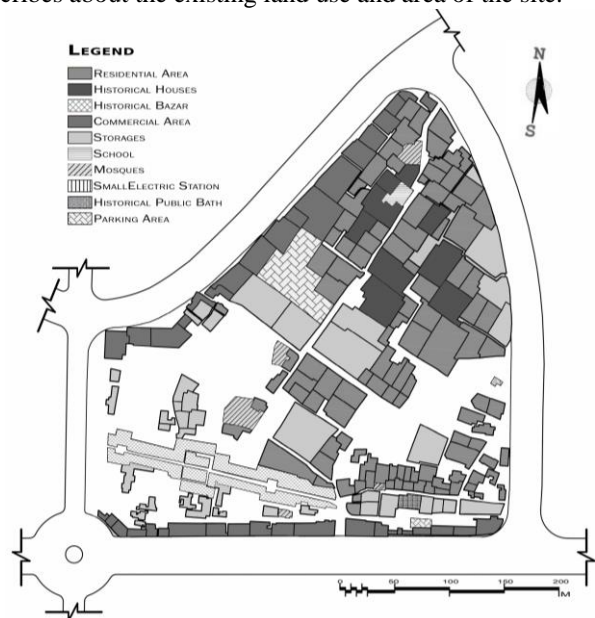 cribes about the existing land use and area of the site.
LEGEND
RESIDENTIAL AREA
HISTORICAL HOUSES
HISTORICAL BAZAR
COMMERCIAL AREA
STORAGES
SCHOOL
MOSQUES
SMALLELECTRIC STATION
HISTORICAL PUBLIC BATH
PARKING AREA
N
S
0 50 100 150 200
M